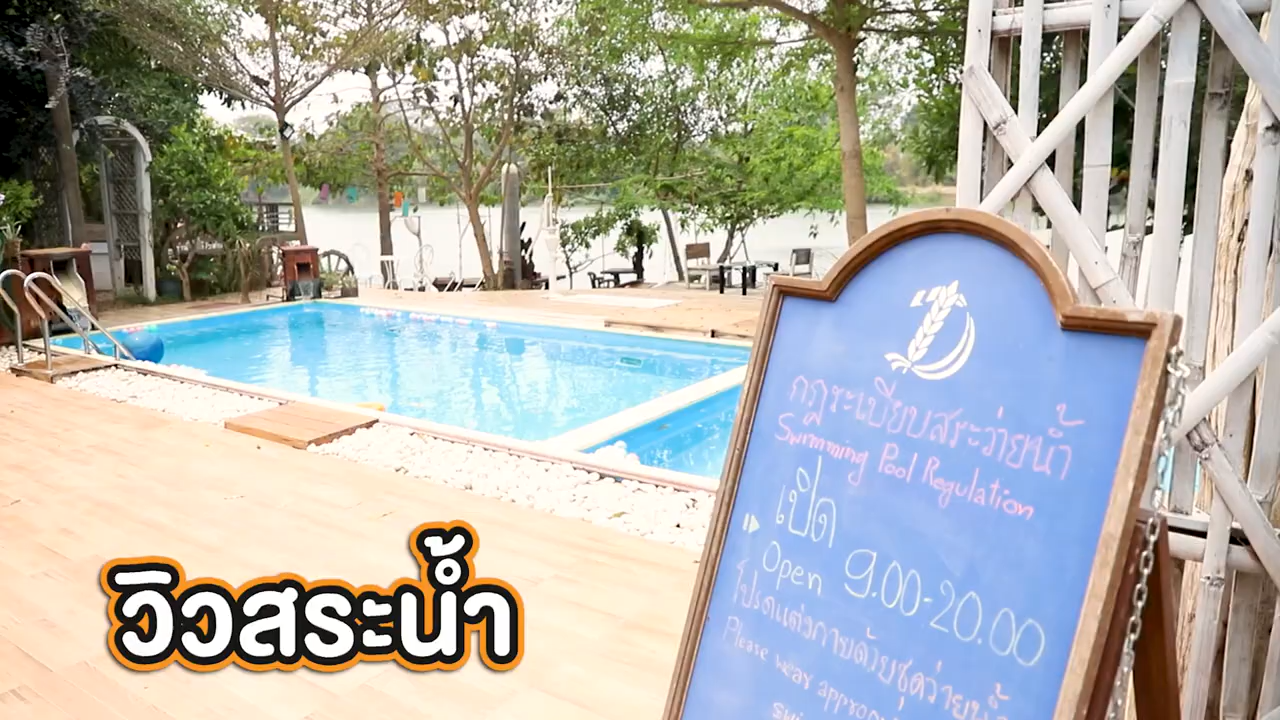 กฎระเบียบสระว่ายน้ำ
Swimming Pool Regulation
เปิด
Open 9.00-20.00
โปรดแต่งกายด้วยชุดว่ายน้ำ
Please wear
วิวสระน้ำ